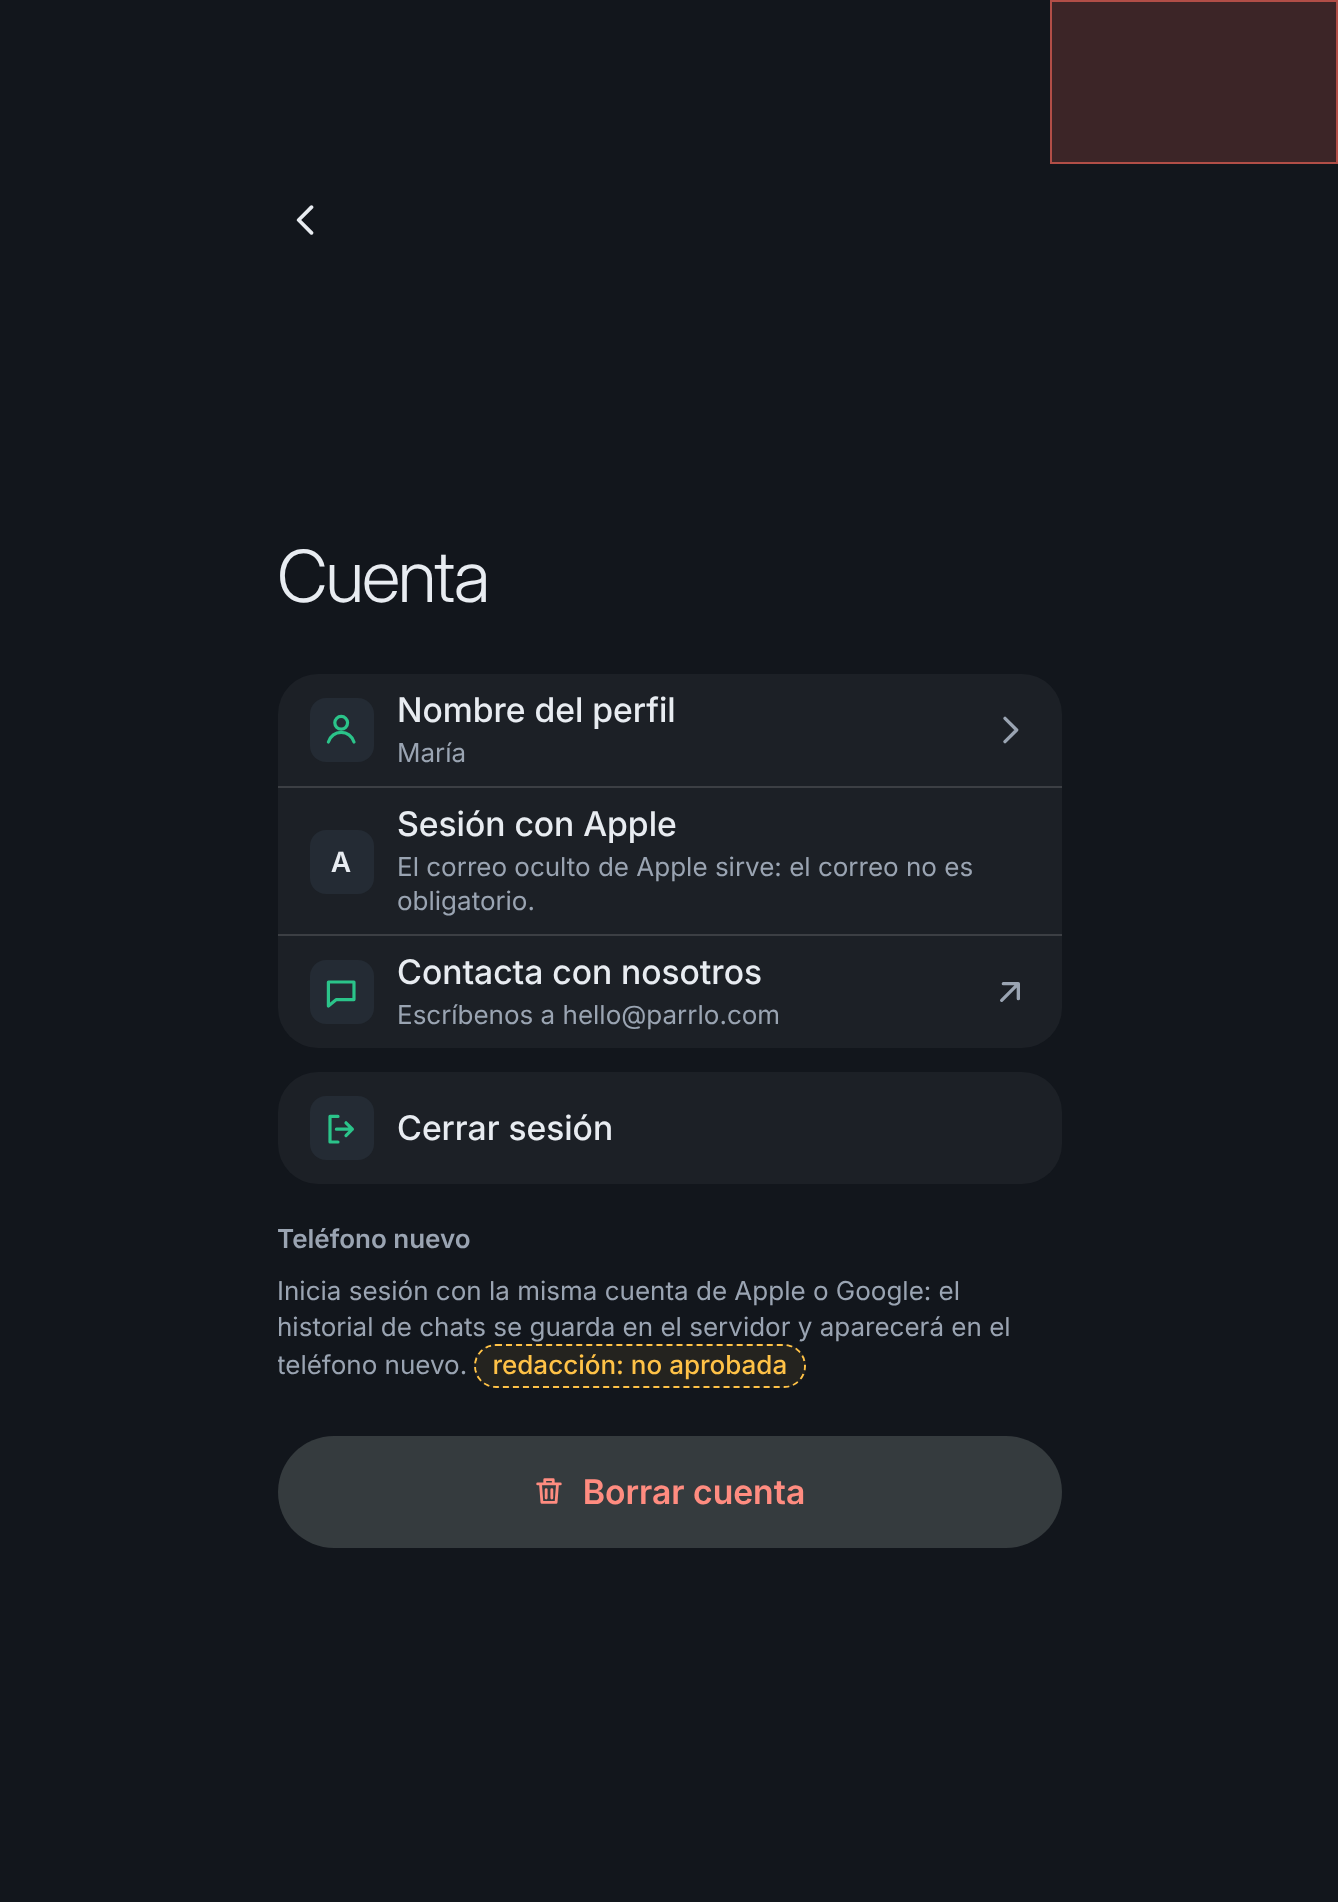 Cuenta
Nombre del perfil
María
A
Sesión con Apple
El correo oculto de Apple sirve: el correo no es
obligatorio.
Contacta con nosotros
Escríbenos a hello@parrlo.com
Cerrar sesión
Teléfono nuevo
Inicia sesión con la misma cuenta de Apple o Google: el
historial de chats se guarda en el servidor y aparecerá en el
teléfono nuevo. redacción: no aprobada
Borrar cuenta